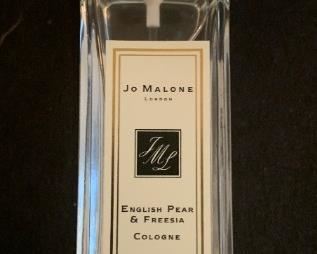 Jo Malone
London
JML
English Pear
& Freesia
Cologne